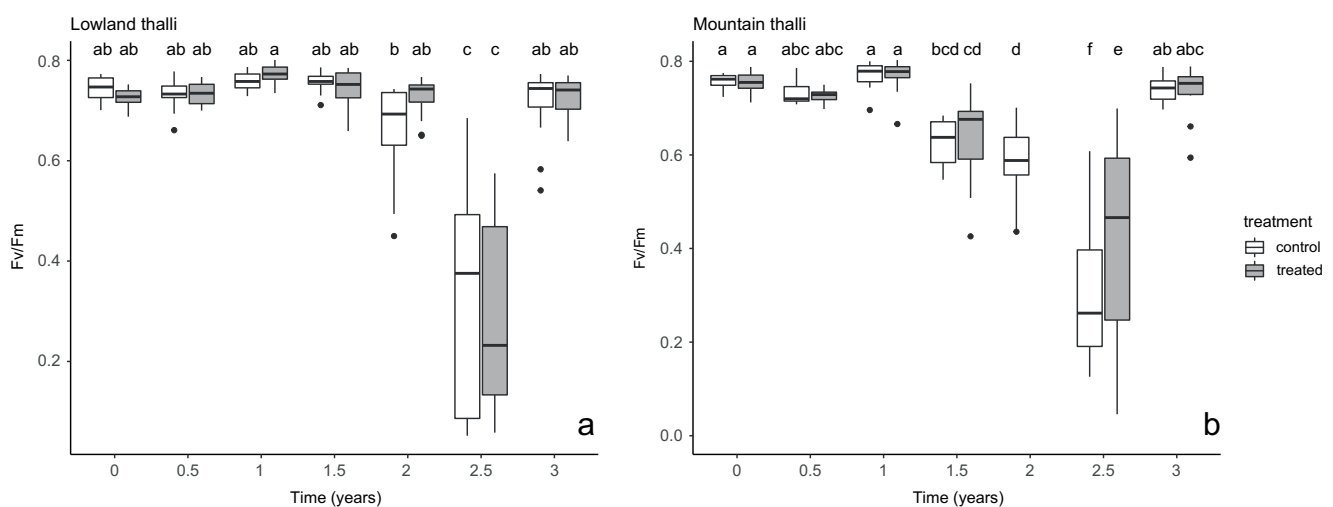 Lowland thalli
ab ab ab ab ab a ab ab b ab c c ab ab
0.8
0.6
0.4
0.2
Fv/Fm
a
0 0.5 1 1.5 2 2.5 3
Time (years)
Mountain thalli
a a abc abc a a bcd cd d f e ab abc
0.8
0.6
0.4
0.2
0.0
Fv/Fm
b
0 0.5 1 1.5 2 2.5 3
Time (years)
treatment
control
treated